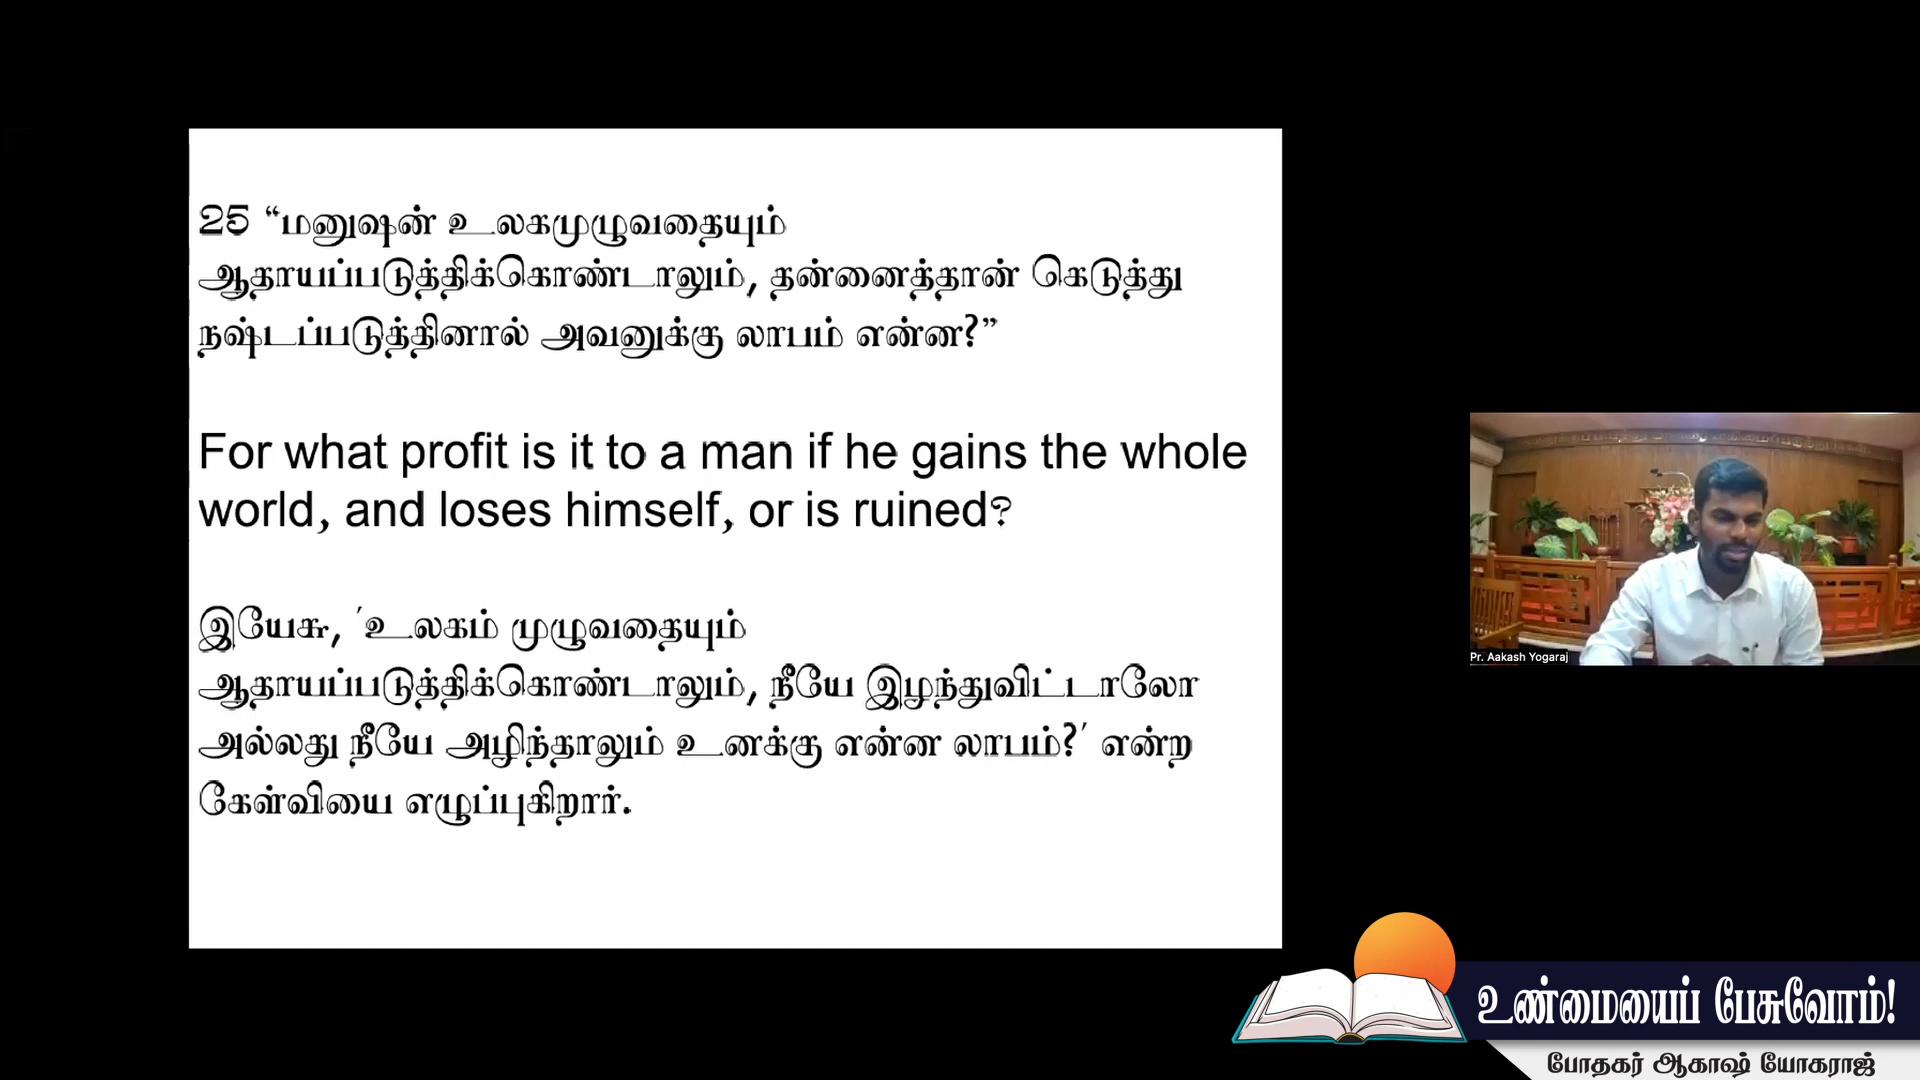 25 “மனுஷன் உலகமுழுவதையும்
ஆதாயப்படுத்திக்கொண்டாலும், தன்னைத்தான் கெடுத்து
நஷ்டப்படுத்தினால் அவனுக்கு லாபம் என்ன?”
For what profit is it to a man if he gains the whole
world, and loses himself, or is ruined?
இயேசு, ‘உலகம் முழுவதையும்
ஆதாயப்படுத்திக்கொண்டாலும், நீயே இழந்துவிட்டாலோ
அல்லது நீயே அழிந்தாலும் உனக்கு என்ன லாபம்?’ என்ற
கேள்வியை எழுப்புகிறார்.
Pr. Aakash Yogaraj
உண்மையைப் பேசுவோம்!
போதகர் ஆகாஷ் யோகராஜ்